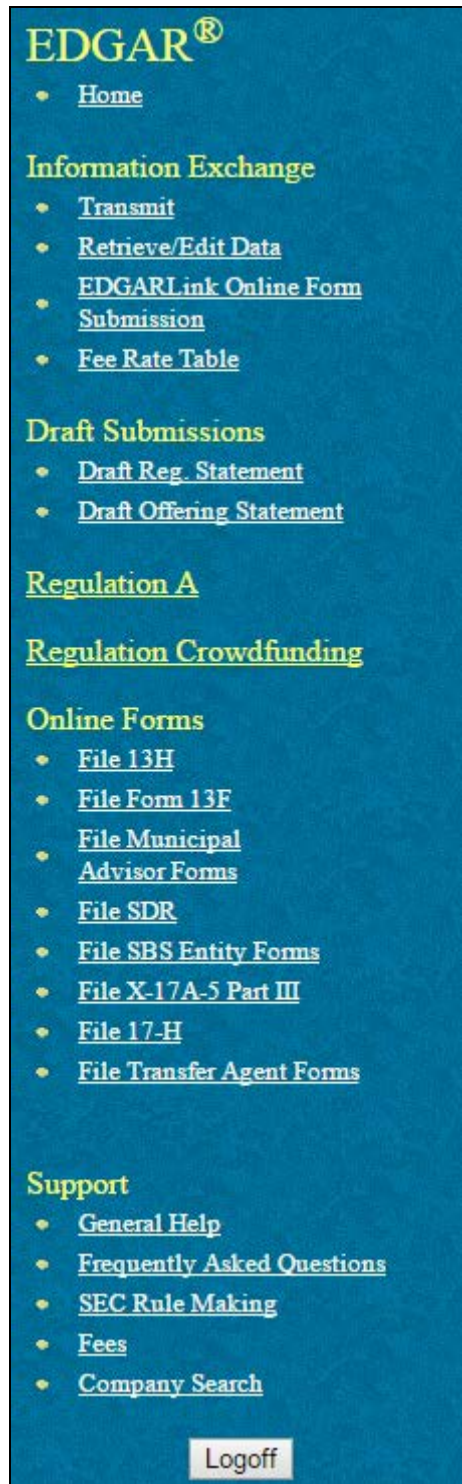 EDGAR®
Home
Information Exchange
Transmit
Retrieve/Edit Data
EDGARLink Online Form
Submission
Fee Rate Table
Draft Submissions
Draft Reg. Statement
Draft Offering Statement
Regulation A
Regulation Crowdfunding
Online Forms
File 13H
File Form 13F
File Municipal
Advisor Forms
File SDR
File SBS Entity Forms
File X-17A-5 Part III
File 17-H
File Transfer Agent Forms
Support
General Help
Frequently Asked Questions
SEC Rule Making
Fees
Company Search
Logoff